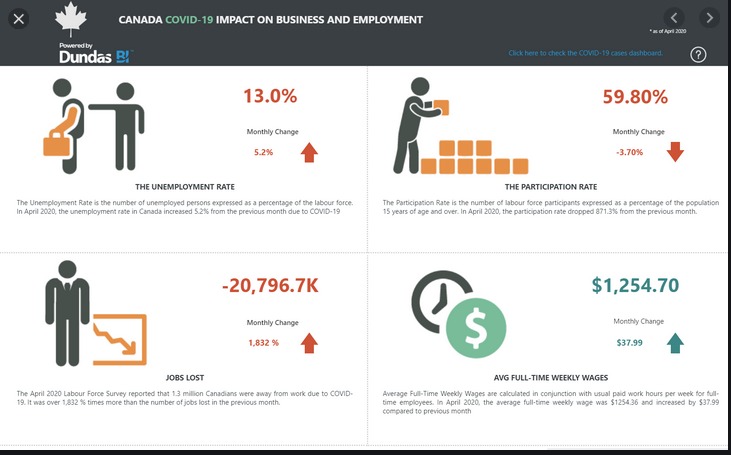 CANADA COVID-19 IMPACT ON BUSINESS AND EMPLOYMENT
* as of April 2020
Powered by
Dundas BI
Click here to check the COVID-19 cases dashboard.
?
13.0%
Monthly Change
5.2%
THE UNEMPLOYMENT RATE
The Unemployment Rate is the number of unemployed persons expressed as a percentage of the labour force.
In April 2020, the unemployment rate in Canada increased 5.2% from the previous month due to COVID-19
59.80%
Monthly Change
-3.70%
THE PARTICIPATION RATE
The Participation Rate is the number of labour force participants expressed as a percentage of the population
15 years of age and over. In April 2020, the participation rate dropped 871.3% from the previous month.
-20,796.7K
Monthly Change
1,832 %
JOBS LOST
The April 2020 Labour Force Survey reported that 1.3 million Canadians were away from work due to COVID-
19. It was over 1,832 % times more than the number of jobs lost in the previous month.
$
$1,254.70
Monthly Change
$37.99
AVG FULL-TIME WEEKLY WAGES
Average Full-Time Weekly Wages are calculated in conjunction with usual paid work hours per week for full-
time employees. In April 2020, the average full-time weekly wage was $1254.36 and increased by $37.99
compared to previous month